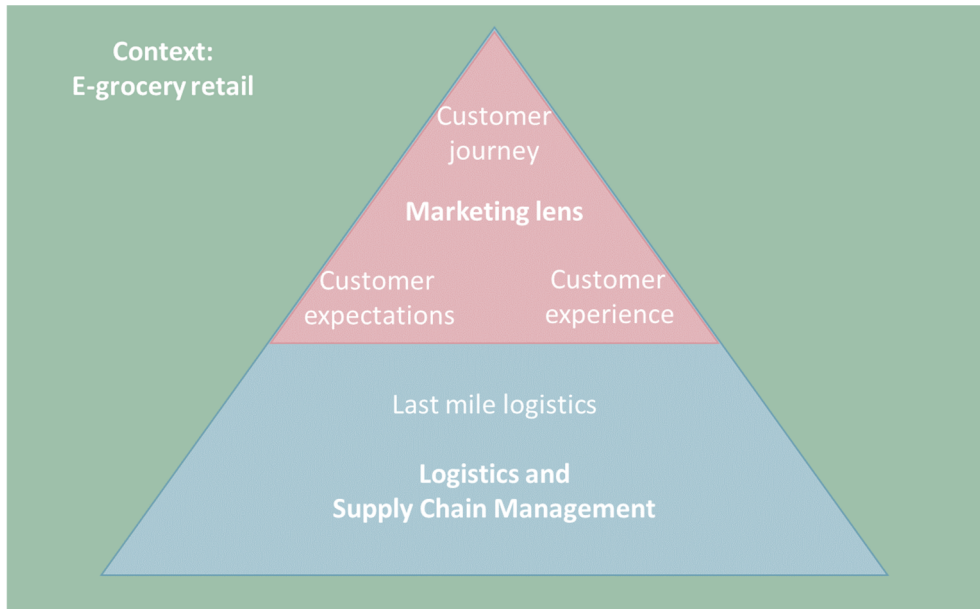 Context:
E-grocery retail
Customer
journey
Marketing lens
Customer
expectations
Customer
experience
Last mile logistics
Logistics and
Supply Chain Management